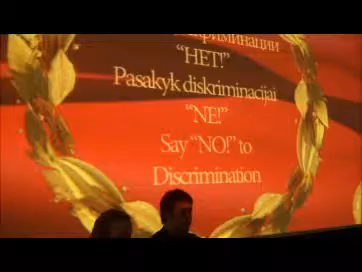 “НЕТ!”
Pasakyk diskriminacijai
“NE!”
Say “NO!” to
Discrimination